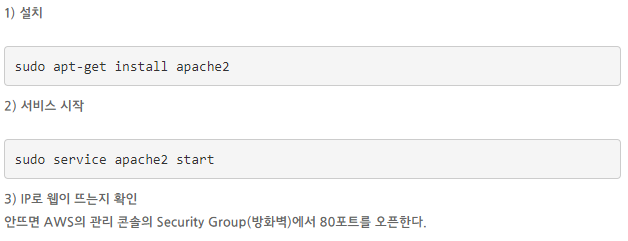 1) 설치
sudo apt-get install apache2
2) 서비스 시작
sudo service apache2 start
3) IP로 웹이 뜨는지 확인
안뜨면 AWS의 관리 콘솔의 Security Group(방화벽)에서 80포트를 오픈한다.